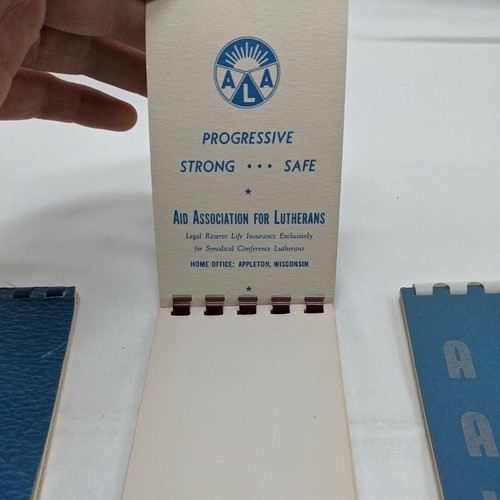 A A
L
PROGRESSIVE
STRONG ••• SAFE
AID ASSOCIATION FOR LUTHERANS
Legal Reserve Life Insurance Exclusively
for Synodical Conference Lutherans
HOME OFFICE: APPLETON, WISCONSIN
A
A